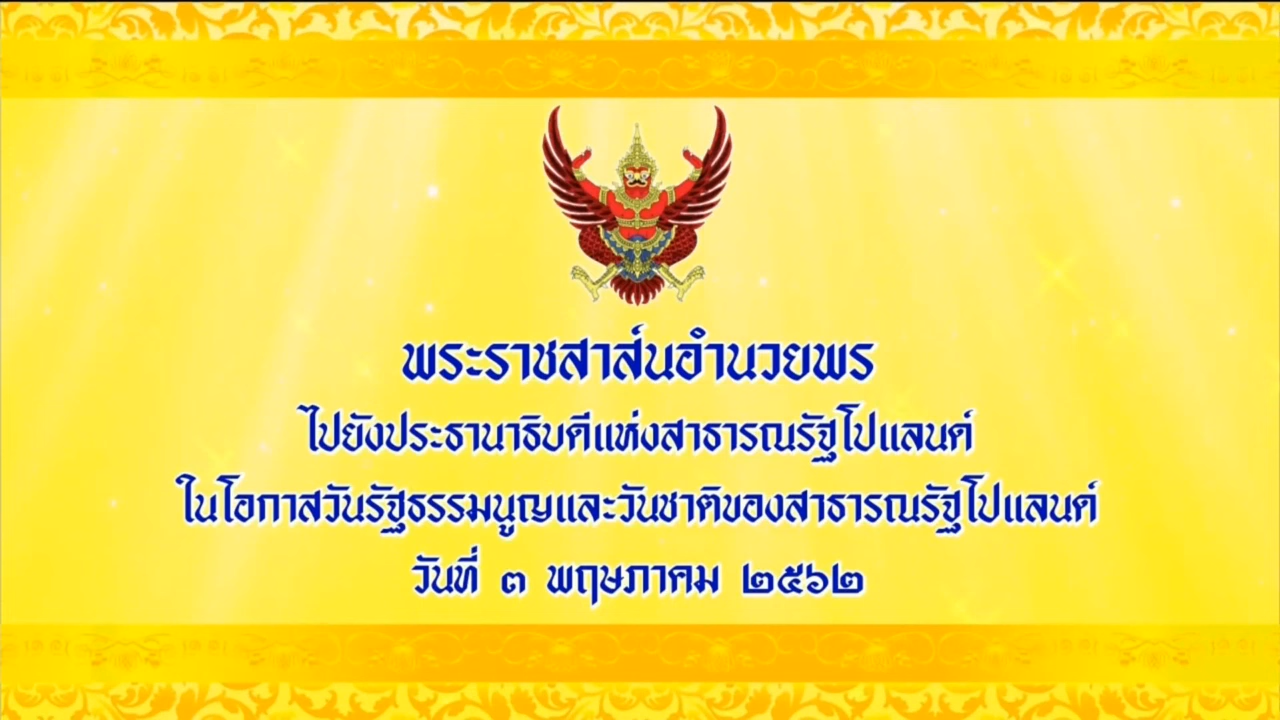 พระราชสาส์นอำนวยพร
ไปยังประธานาธิบดีแห่งสาธารณรัฐโปแลนด์
ในโอกาสวันรัฐธรรมนูญและวันชาติของสาธารณรัฐโปแลนด์
วันที่ ๓ พฤษภาคม ๒๕๖๒